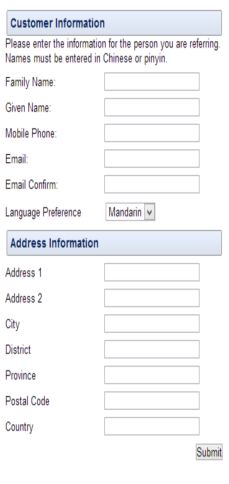 Customer Information
Please enter the information for the person you are referring.
Names must be entered in Chinese or pinyin.
Family Name:
Given Name:
Mobile Phone:
Email:
Email Confirm:
Language Preference Mandarin
Address Information
Address 1
Address 2
City
District
Province
Postal Code
Country
Submit